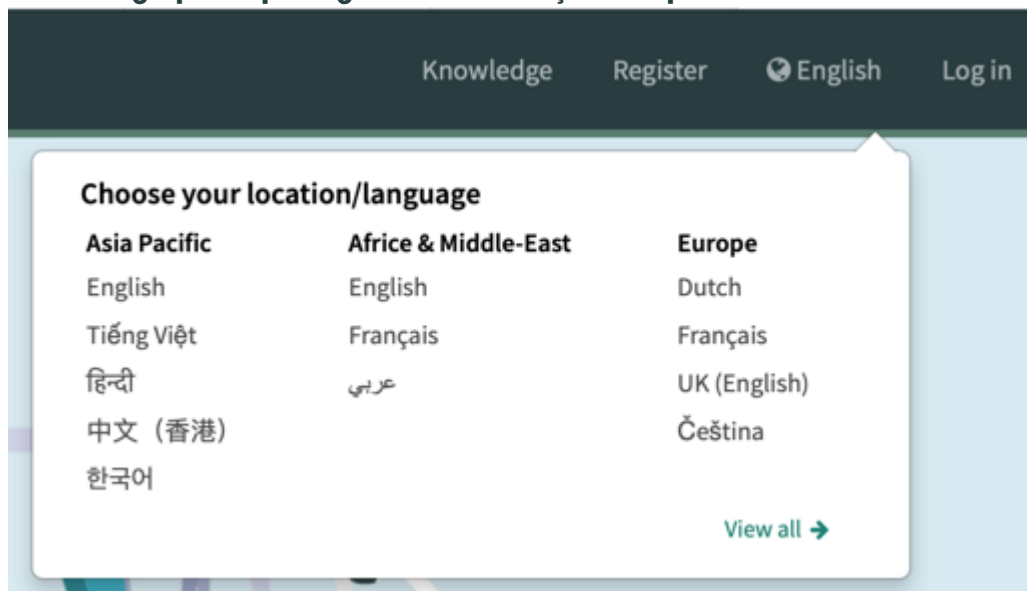 Knowledge Register English Log in
Choose your location/language
Asia Pacific
English
Tiếng Việt
हिन्दी
中文（香港）
한국어
Africe & Middle-East
English
Français
عربي
Europe
Dutch
Français
UK (English)
Čeština
View all